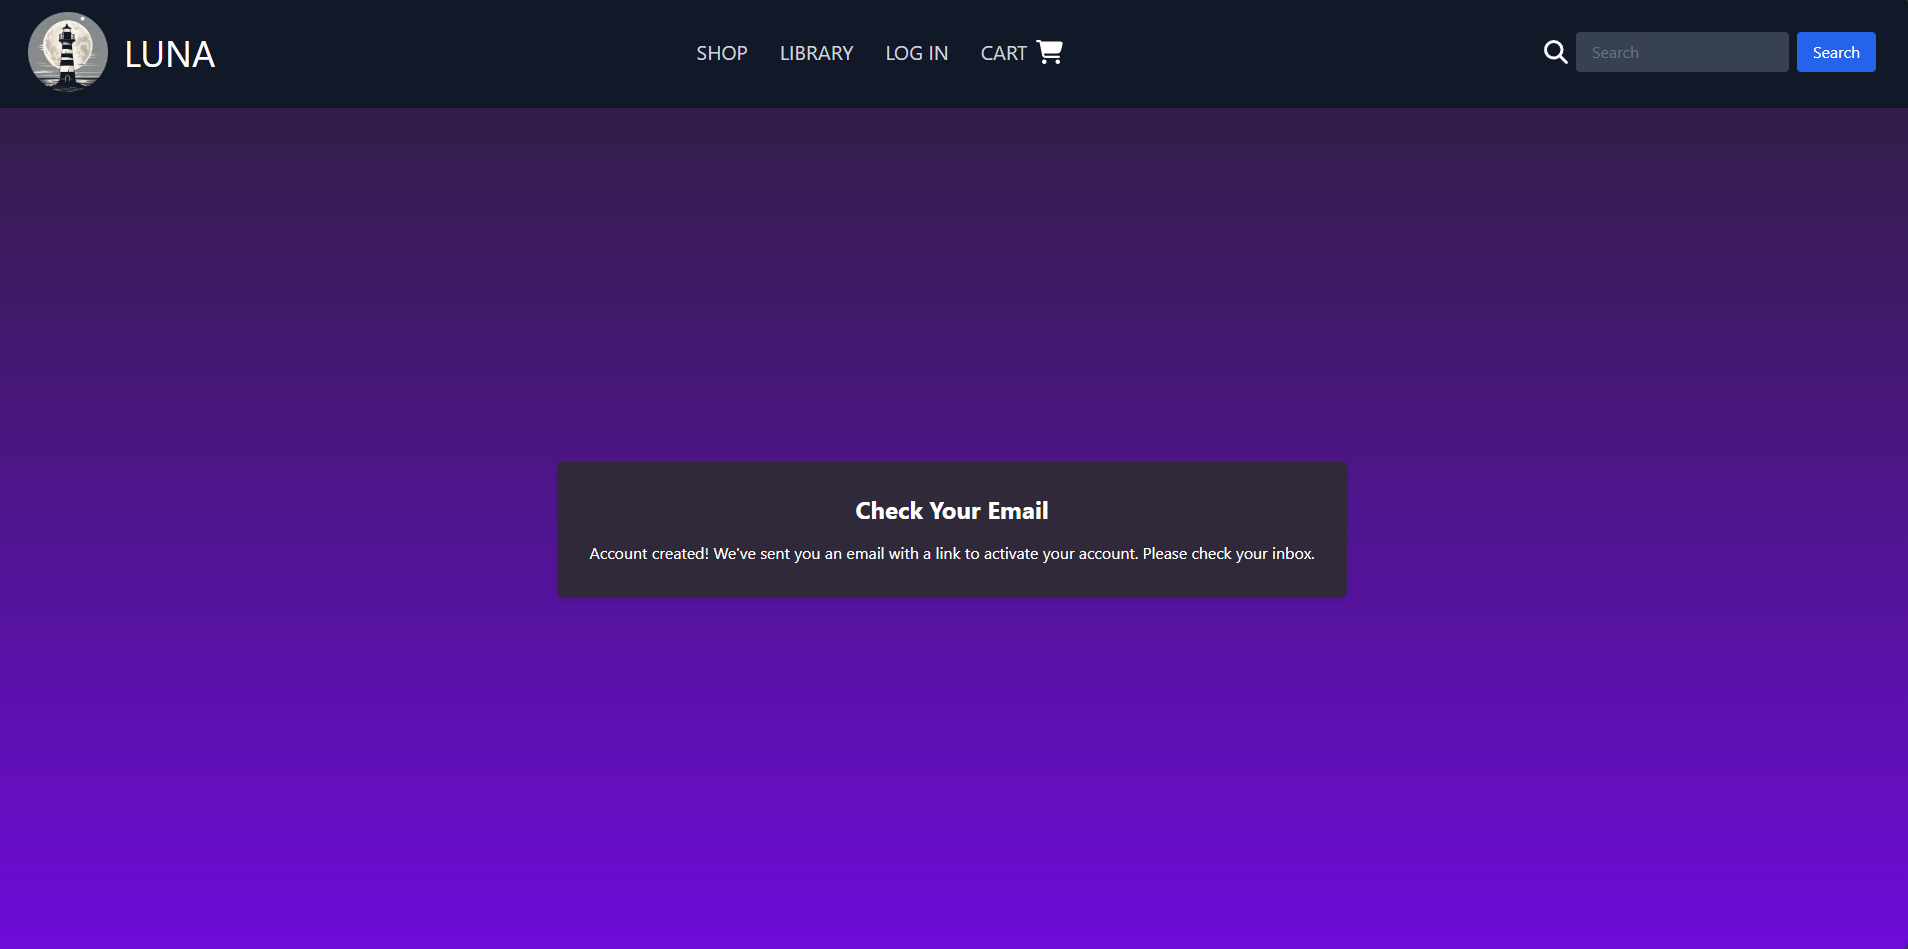 LUNA
SHOP
LIBRARY
LOG IN
CART
Search
Search
Check Your Email
Account created! We've sent you an email with a link to activate your account. Please check your inbox.